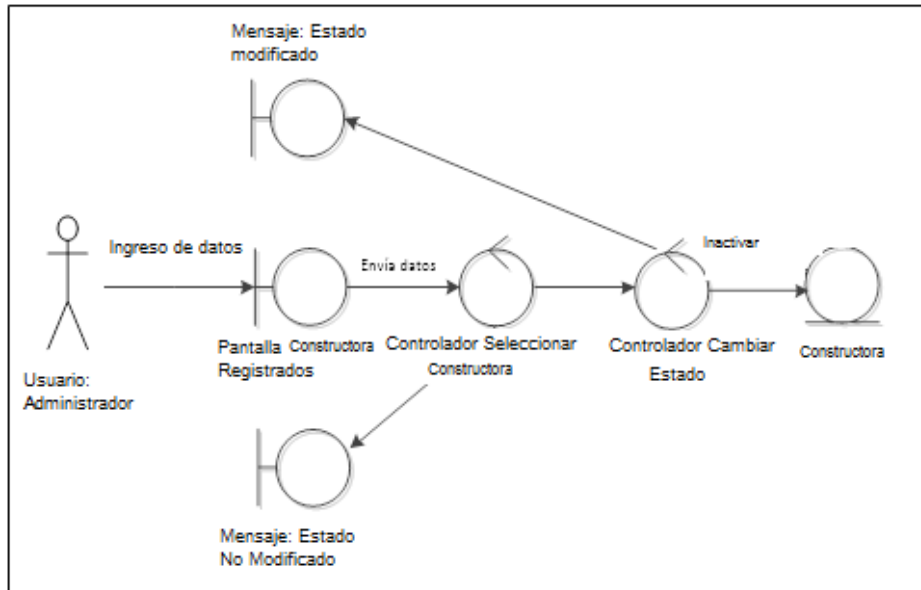 Mensaje: Estado
modificado
Ingreso de datos
Envía datos
Inactivar
Pantalla Constructora
Registrados
Controlador Seleccionar
Constructora
Controlador Cambiar
Estado
Constructora
Usuario:
Administrador
Mensaje: Estado
No Modificado